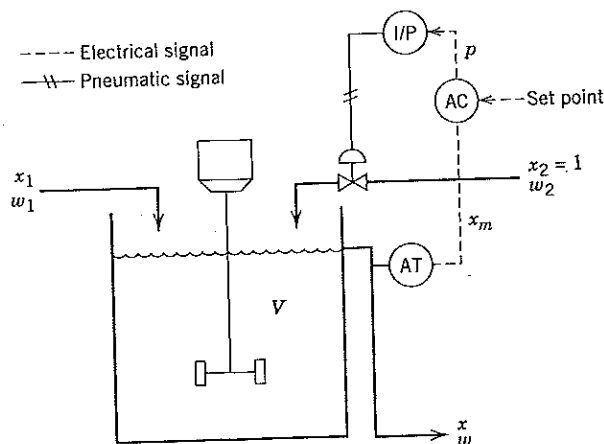 Electrical signal
Pneumatic signal
I/P
p
AC
Set point
x₁
w₁
x₂ = 1
w₂
xₘ
AT
V
x
w